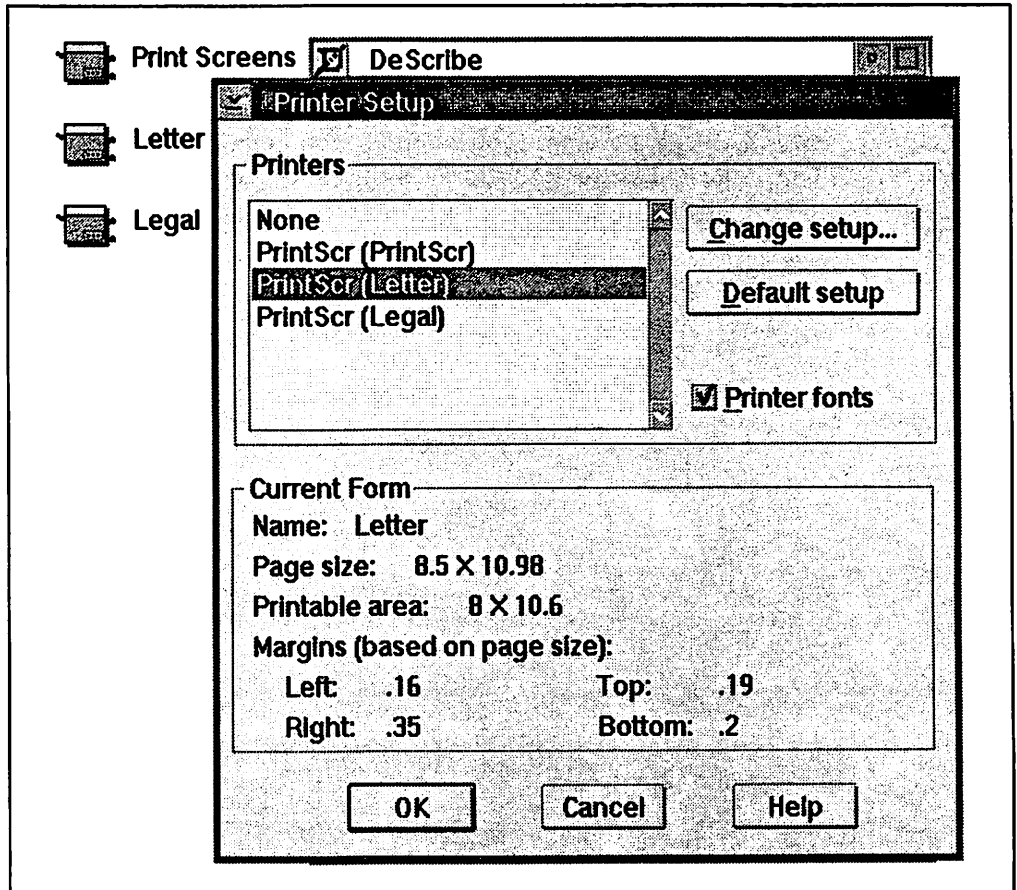 Print Screens
DeScribe
Printer Setup
Letter
Legal
Printers
None
PrintScr (PrintScr)
PrintScr (Letter)
PrintScr (Legal)
Change setup...
Default setup
Printer fonts
Current Form
Name: Letter
Page size: 8.5 X 10.98
Printable area: 8 X 10.6
Margins (based on page size):
Left: .16 Top: .19
Right: .35 Bottom: .2
OK Cancel Help